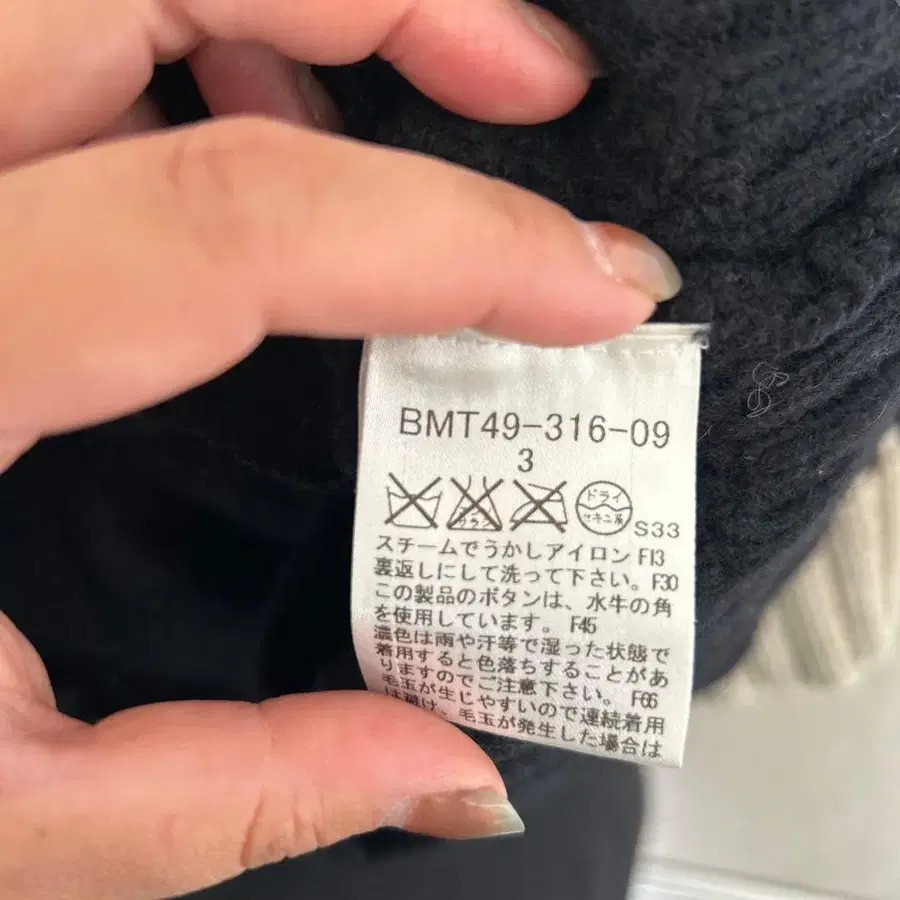 BMT49-316-09
3
エンソ
サラシ
ドライ
セキユ系
S33
スチームでうかしアイロン F13
裏返しにして洗って下さい。F30
この製品のボタンは、水牛の角
を使用しています。 F45
濃色は雨や汗等で湿った状態で
着用すると色落ちすることがあ
りますのでご注意下さい。 F66
毛玉が生じやすいので連続着用
は避け、毛玉が発生した場合は